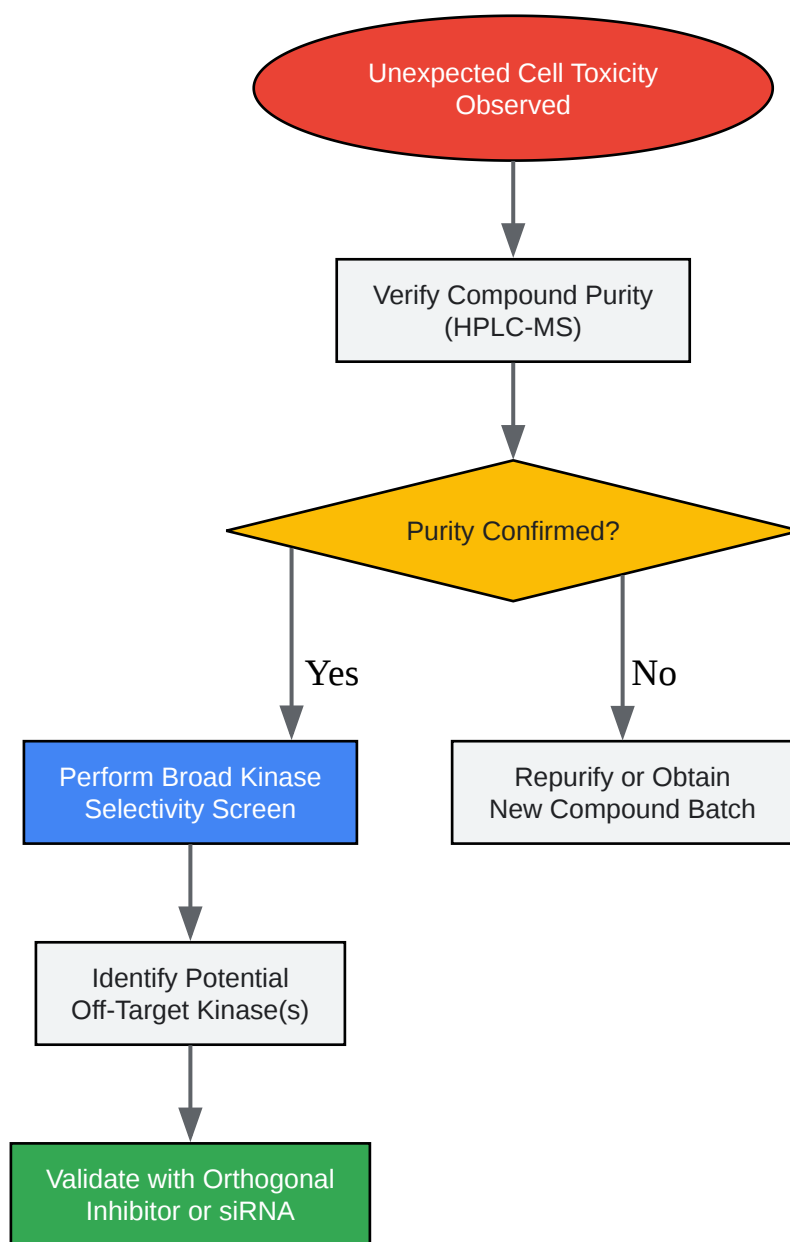 Unexpected Cell Toxicity
Observed
Verify Compound Purity
(HPLC-MS)
Purity Confirmed?
Yes
No
Perform Broad Kinase
Selectivity Screen
Repurify or Obtain
New Compound Batch
Identify Potential
Off-Target Kinase(s)
Validate with Orthogonal
Inhibitor or siRNA